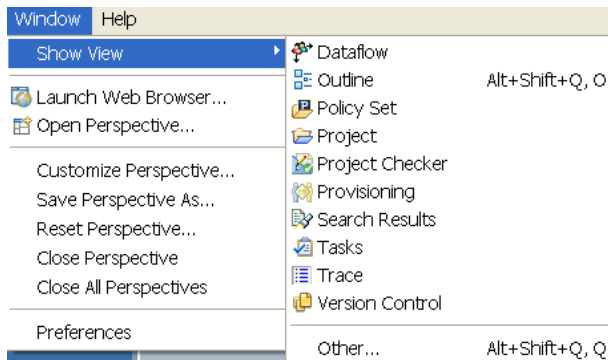 Window Help
Show View
Launch Web Browser...
Open Perspective...
Customize Perspective...
Save Perspective As...
Reset Perspective...
Close Perspective
Close All Perspectives
Preferences
Dataflow
Outline Alt+Shift+Q, O
Policy Set
Project
Project Checker
Provisioning
Search Results
Tasks
Trace
Version Control
Other... Alt+Shift+Q, Q